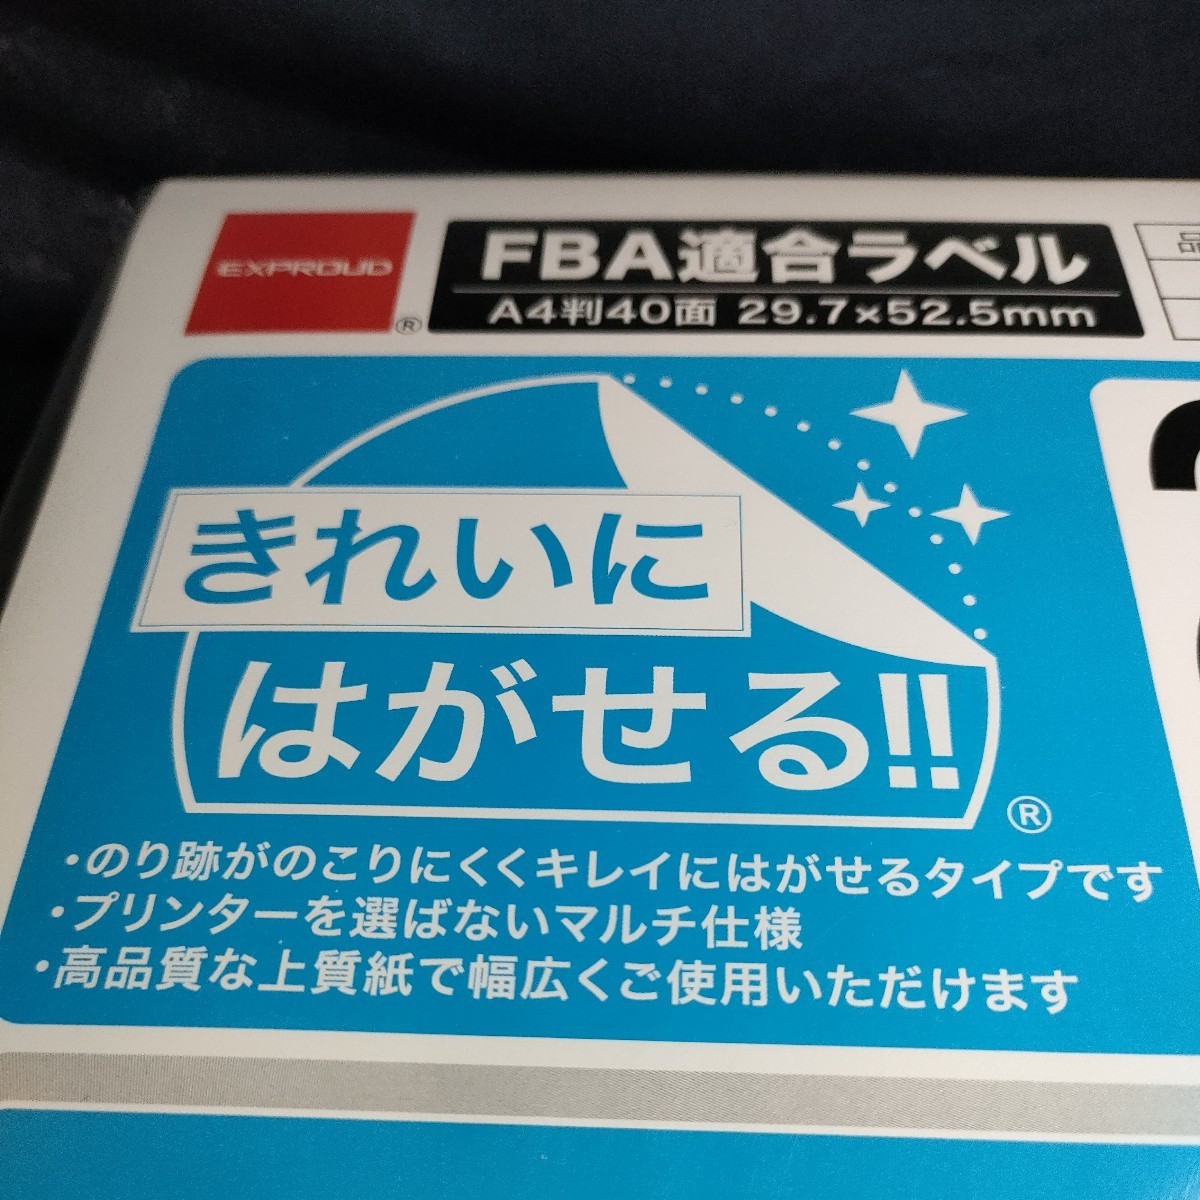 EXPROUD
®
FBA適合ラベル
A4判40面 29.7×52.5mm
品
きれいに
はがせる!!
®
・のり跡がのこりにくくキレイにはがせるタイプです
・プリンターを選ばないマルチ仕様
・高品質な上質紙で幅広くご使用いただけます